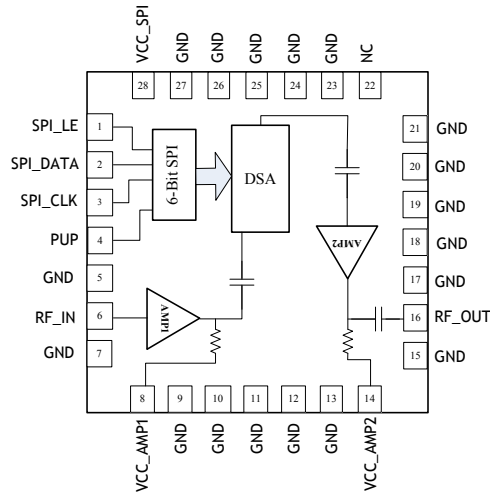 VCC_SPI
GND
GND
GND
GND
GND
NC
28
27
26
25
24
23
22
SPI_LE
1
SPI_DATA
2
SPI_CLK
3
PUP
4
GND
5
RF_IN
6
GND
7
6-Bit SPI
DSA
AMP1
AMP2
21
GND
20
GND
19
GND
18
GND
17
GND
16
RF_OUT
15
GND
8
9
10
11
12
13
14
VCC_AMP1
GND
GND
GND
GND
GND
VCC_AMP2